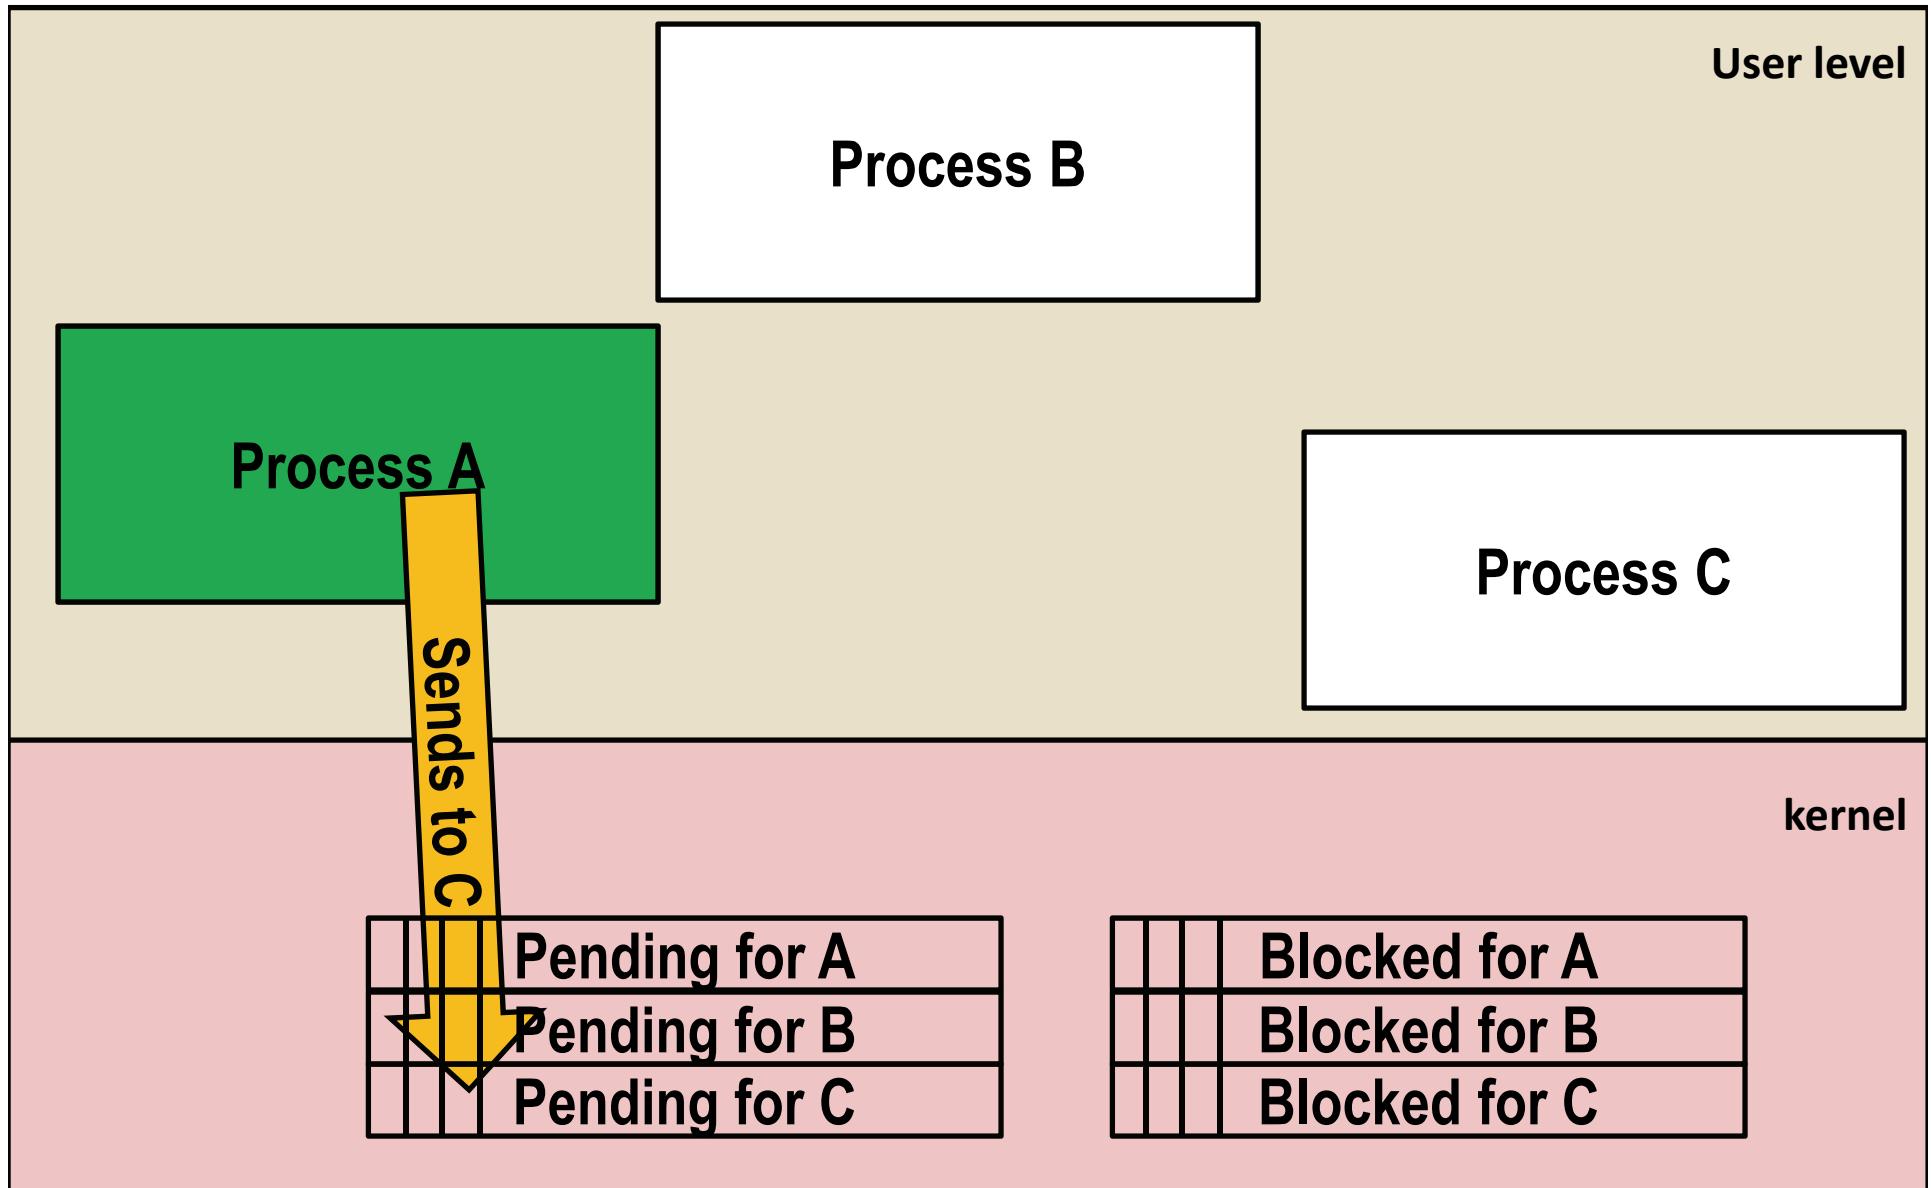 User level
Process B
Process A
Process C
Sends to C
kernel
Pending for A
Blocked for A
Pending for B
Blocked for B
Pending for C
Blocked for C